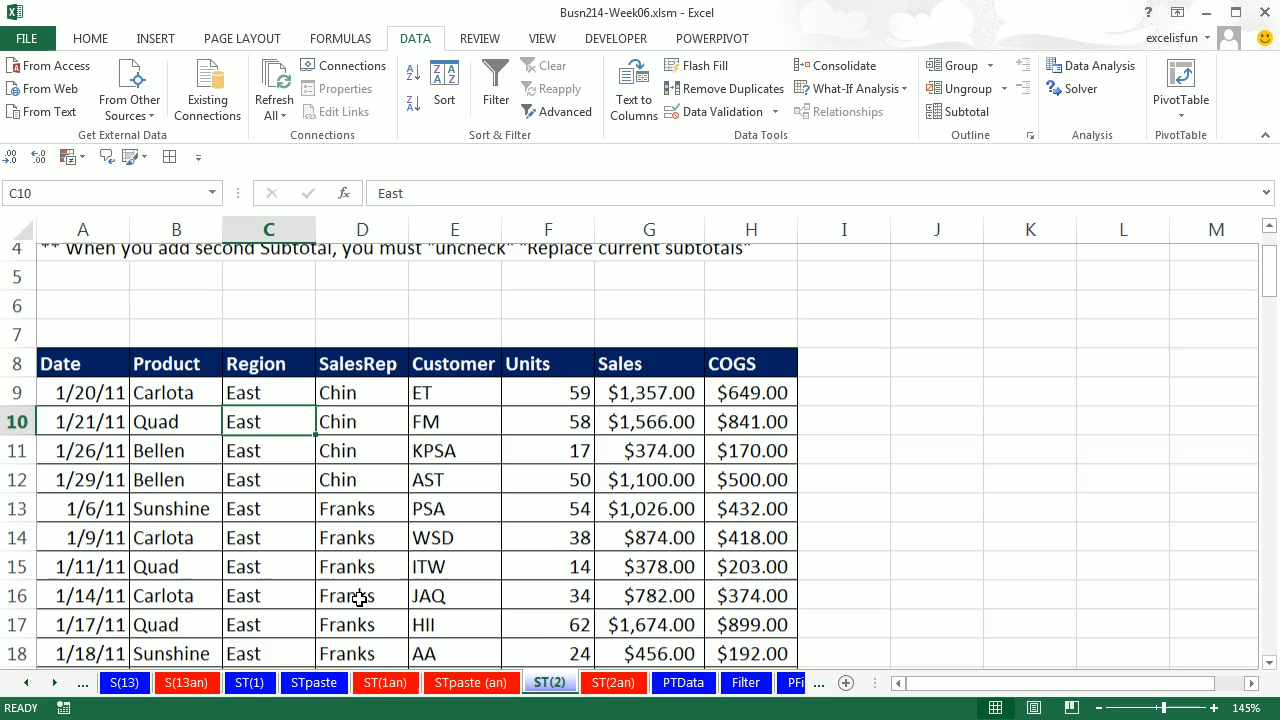 Busn214-Week06.xlsm - Excel
FILE HOME INSERT PAGE LAYOUT FORMULAS DATA REVIEW VIEW DEVELOPER POWERPIVOT excelisfun
From Access
From Web
From Text
From Other Sources
Get External Data
Existing Connections
Refresh All
Connections
Properties
Edit Links
Connections
Sort
Filter
Clear
Reapply
Advanced
Sort & Filter
Text to Columns
Flash Fill
Remove Duplicates
Data Validation
Consolidate
What-If Analysis
Relationships
Data Tools
Group
Ungroup
Subtotal
Outline
Data Analysis
Solver
Analysis
PivotTable
PivotTable
C10 fx East
A B C D E F G H I J K L M
4 ** When you add second Subtotal, you must "uncheck" "Replace current subtotals"
5
6
7
8 Date Product Region SalesRep Customer Units Sales COGS
9 1/20/11 Carlota East Chin ET 59 $1,357.00 $649.00
10 1/21/11 Quad East Chin FM 58 $1,566.00 $841.00
11 1/26/11 Bellen East Chin KPSA 17 $374.00 $170.00
12 1/29/11 Bellen East Chin AST 50 $1,100.00 $500.00
13 1/6/11 Sunshine East Franks PSA 54 $1,026.00 $432.00
14 1/9/11 Carlota East Franks WSD 38 $874.00 $418.00
15 1/11/11 Quad East Franks ITW 14 $378.00 $203.00
16 1/14/11 Carlota East Franks JAQ 34 $782.00 $374.00
17 1/17/11 Quad East Franks HII 62 $1,674.00 $899.00
18 1/18/11 Sunshine East Franks AA 24 $456.00 $192.00
... S(13) S(13an) ST(1) STpaste ST(1an) STpaste (an) ST(2) ST(2an) PTData Filter PFi ...
READY 145%